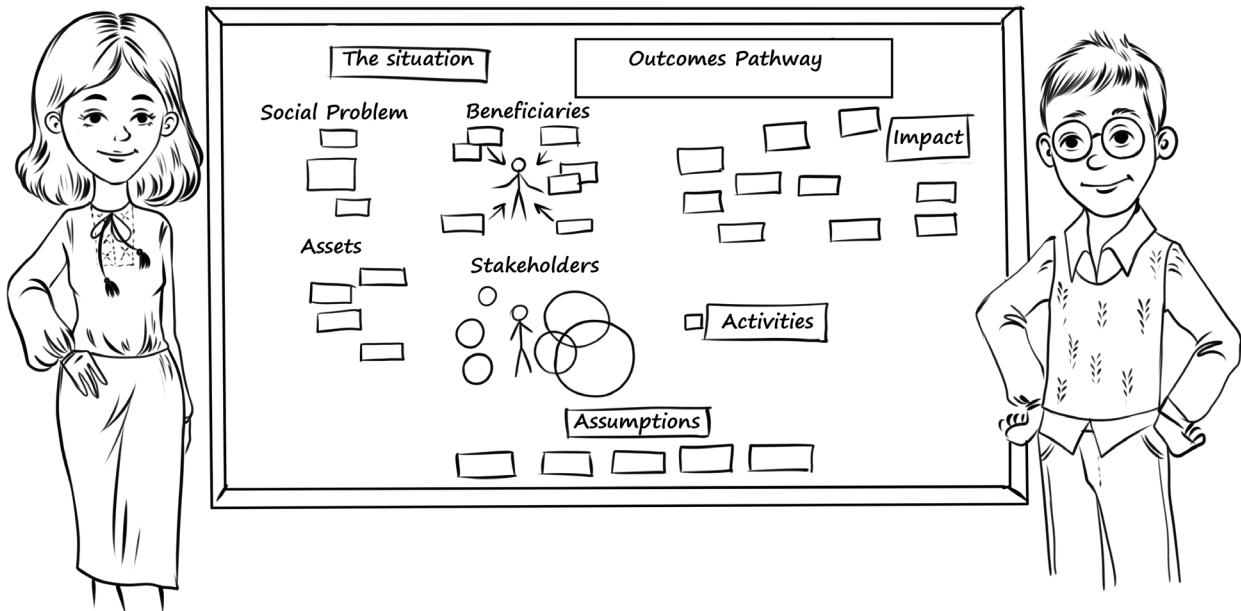 The situation
Outcomes Pathway
Social Problem
Beneficiaries
Impact
Assets
Stakeholders
Activities
Assumptions